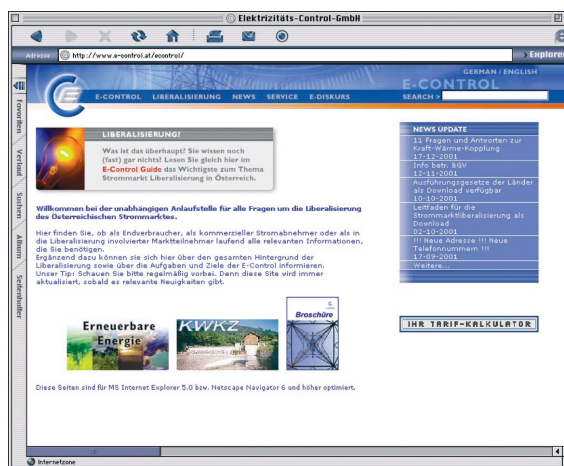 Elektrizitäts-Control-GmbH
Adresse: http://www.e-control.at/econtrol/
Explorer
GERMAN / ENGLISH
E-CONTROL
E-CONTROL LIBERALISIERUNG NEWS SERVICE E-DISKURS
SEARCH >
Favoriten
Verlauf
Suchen
Album
Seitenhalter
LIBERALISIERUNG?
Was ist das überhaupt? Sie wissen noch
(fast) gar nichts! Lesen Sie gleich hier im
E-Control Guide das Wichtigste zum Thema
Strommarkt Liberalisierung in Österreich.
Willkommen bei der unabhängigen Anlaufstelle für alle Fragen um die Liberalisierung
des Österreichischen Strommarktes.
Hier finden Sie, ob als Endverbraucher, als kommerzieller Stromabnehmer oder als in
die Liberalisierung involvierter Marktteilnehmer laufend alle relevanten Informationen,
die Sie benötigen.
Ergänzend dazu können sie sich hier über den gesamten Hintergrund der
Liberalisierung sowie über die Aufgaben und Ziele der E-Control informieren.
Unser Tip: Schauen Sie bitte regelmäßig vorbei. Denn diese Site wird immer
aktualisiert, sobald es relevante Neuigkeiten gibt.
Erneuerbare
Energie
KWKZ
Broschüre
Diese Seiten sind für MS Internet Explorer 5.0 bzw. Netscape Navigator 6 und höher optimiert.
NEWS UPDATE
11 Fragen und Antworten zur
Kraft-Wärme-Kopplung
17-12-2001
Info betr. BGV
12-11-2001
Ausführungsgesetze der Länder
als Download verfügbar
10-10-2001
Leitfaden für die
Strommarktliberalisierung als
Download
02-10-2001
!!! Neue Adresse !!! Neue
Telefonnummern !!!
17-09-2001
Weitere...
IHR TARIF-KALKULATOR
Internetzone